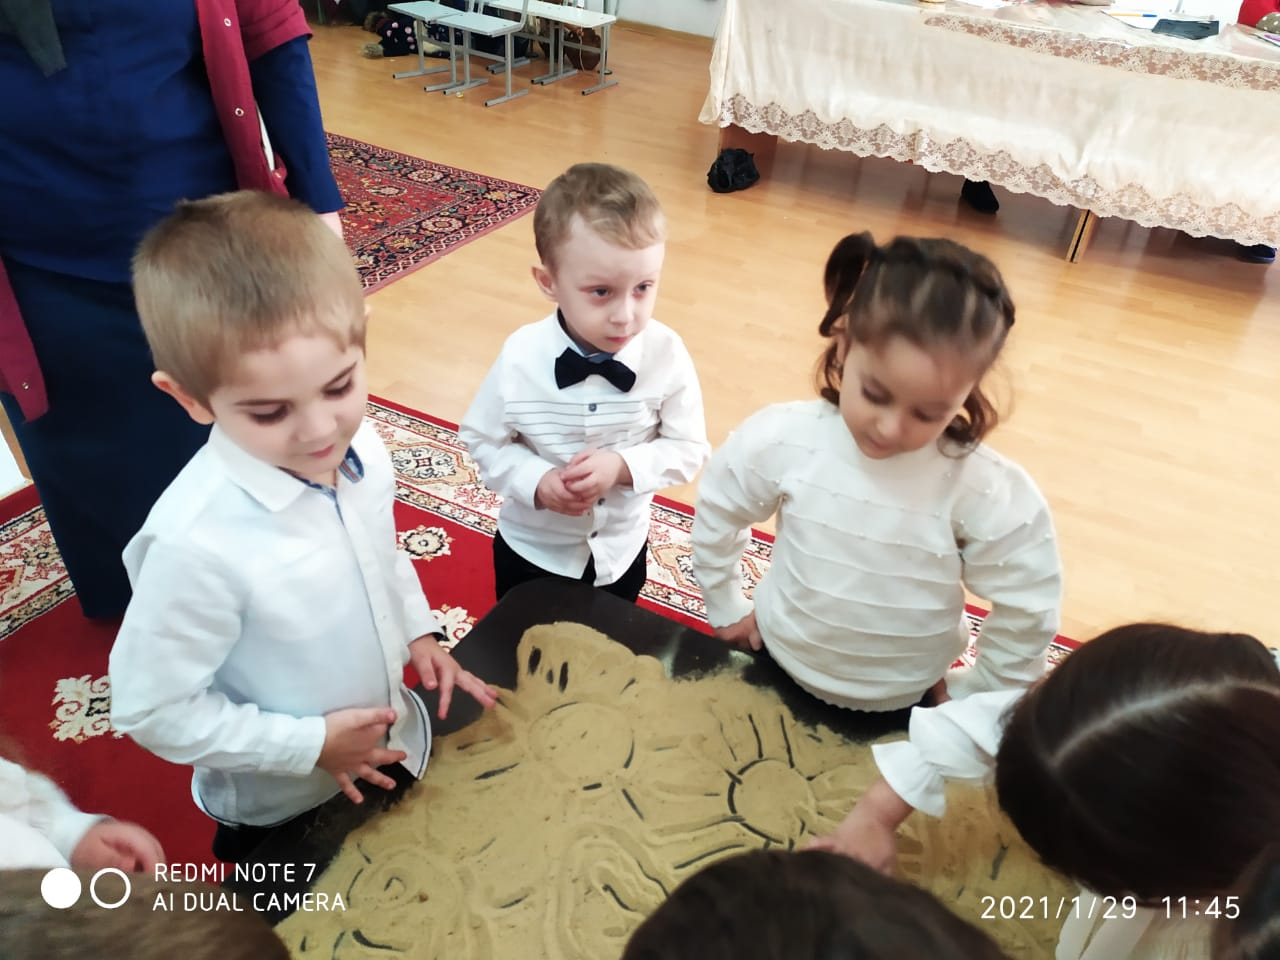 REDMI NOTE 7
AI DUAL CAMERA
2021/1/29 11:45